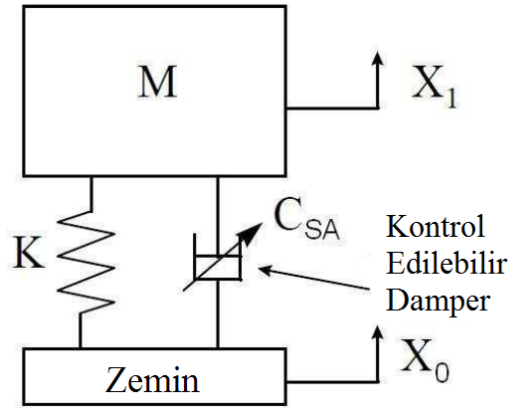 M
X1
CSA
K
Kontrol
Edilebilir
Damper
X0
Zemin